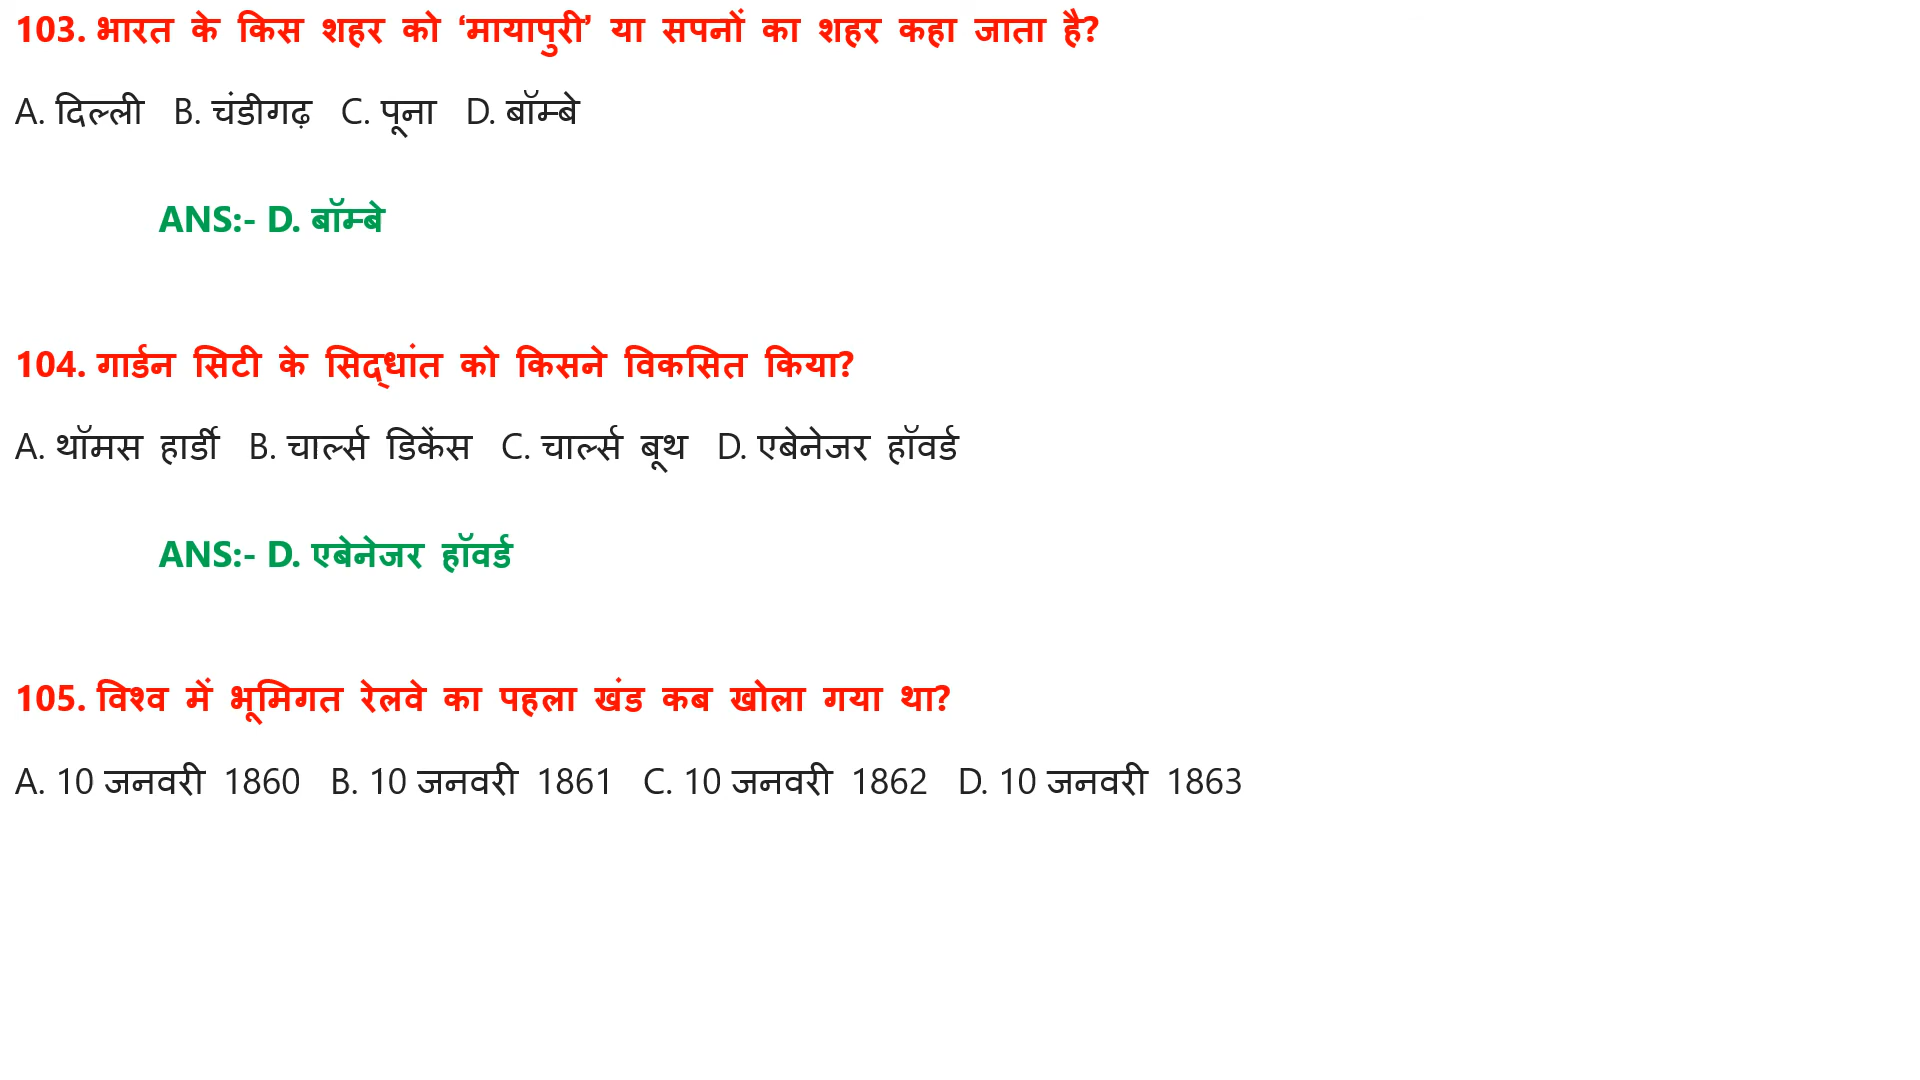 103. भारत के किस शहर को ‘मायापुरी’ या सपनों का शहर कहा जाता है?
A. दिल्ली B. चंडीगढ़ C. पूना D. बॉम्बे
ANS:- D. बॉम्बे
104. गार्डन सिटी के सिद्धांत को किसने विकसित किया?
A. थॉमस हार्डी B. चार्ल्स डिकेंस C. चार्ल्स बूथ D. एबेनेजर हॉवर्ड
ANS:- D. एबेनेजर हॉवर्ड
105. विश्व में भूमिगत रेलवे का पहला खंड कब खोला गया था?
A. 10 जनवरी 1860 B. 10 जनवरी 1861 C. 10 जनवरी 1862 D. 10 जनवरी 1863